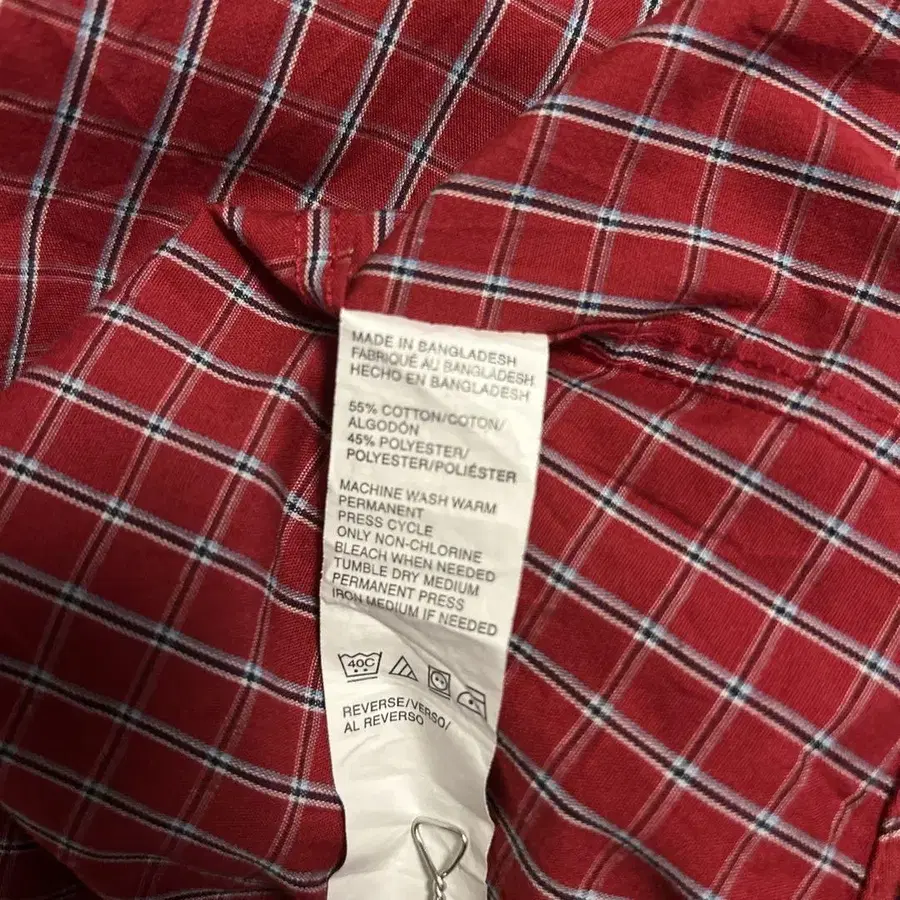 MADE IN BANGLADESH
FABRIQUÉ AU BANGLADESH
HECHO EN BANGLADESH
55% COTTON/COTON/
ALGODÓN
45% POLYESTER/
POLYESTER/POLIÉSTER
MACHINE WASH WARM
PERMANENT
PRESS CYCLE
ONLY NON-CHLORINE
BLEACH WHEN NEEDED
TUMBLE DRY MEDIUM
PERMANENT PRESS
IRON MEDIUM IF NEEDED
40C
REVERSE/VERSO/
AL REVERSO